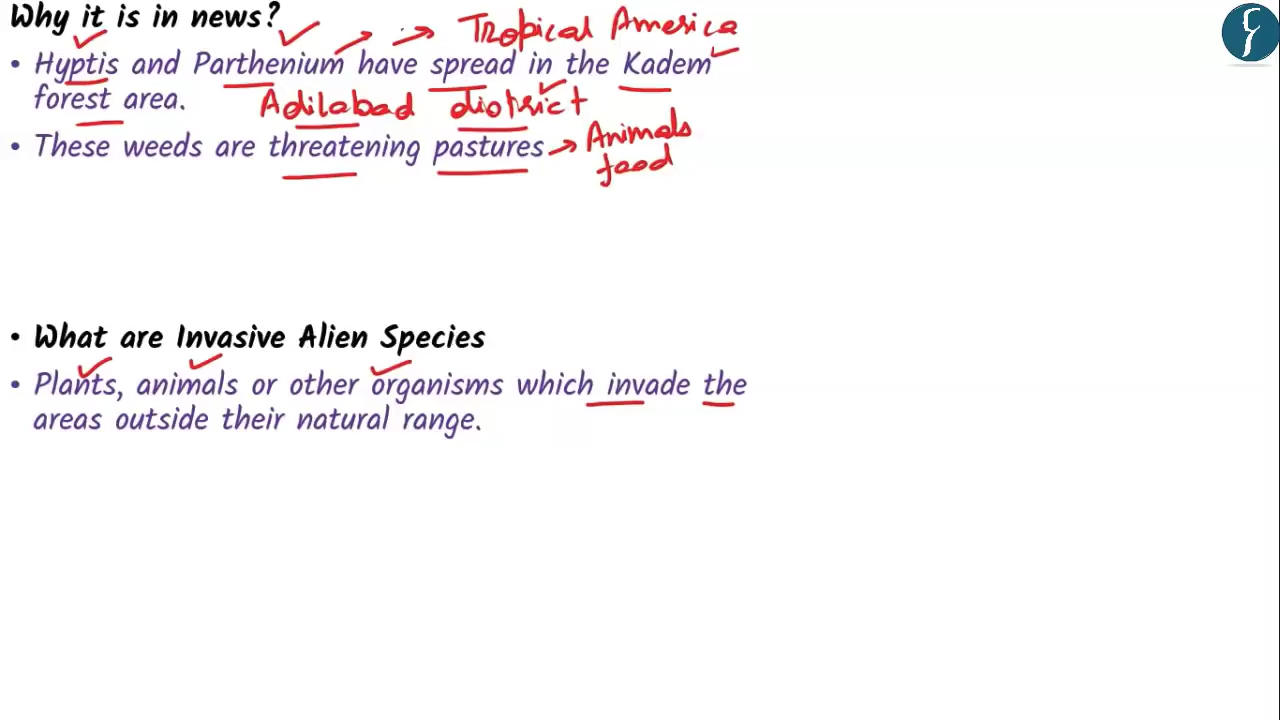 Why it is in news?
Tropical America
• Hyptis and Parthenium have spread in the Kadem
forest area.
Adilabad district
• These weeds are threatening pastures
Animals
food
• What are Invasive Alien Species
• Plants, animals or other organisms which invade the
areas outside their natural range.